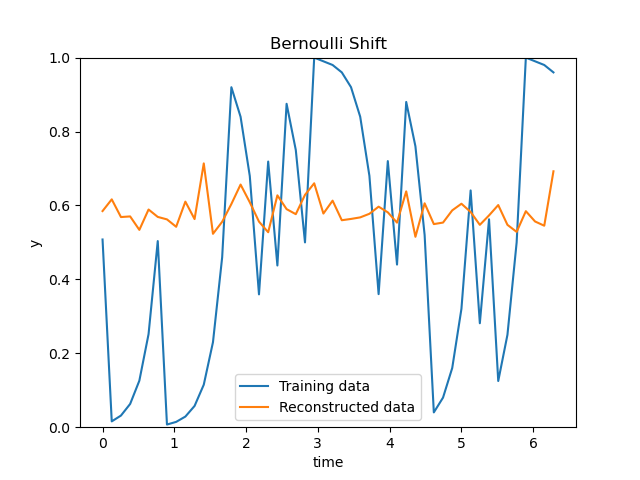 Bernoulli Shift
1.0
0.8
0.6
0.4
0.2
0.0
y
Training data
Reconstructed data
0 1 2 3 4 5 6
time